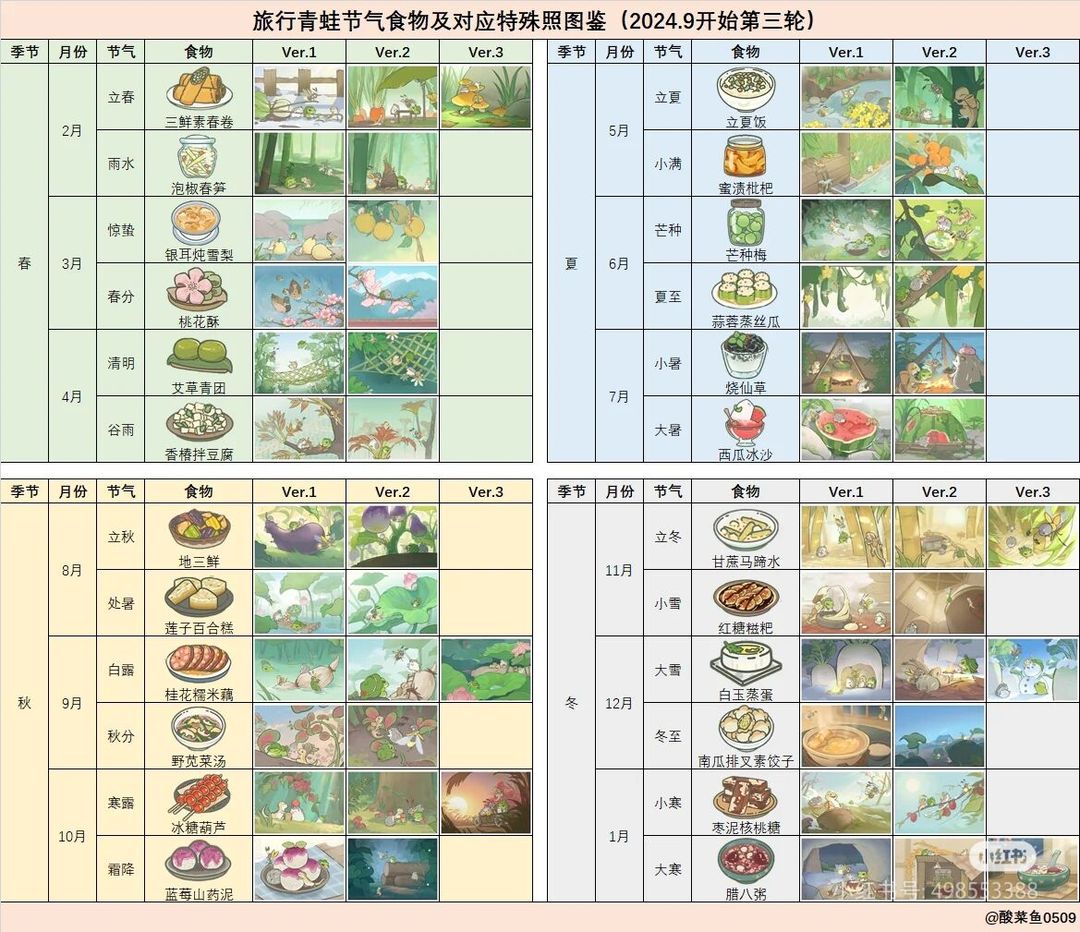 旅行青蛙节气食物及对应特殊照图鉴（2024.9开始第三轮）
季节 月份 节气 食物 Ver.1 Ver.2 Ver.3
春
2月
立春 三鲜素春卷
雨水 泡椒春笋
3月
惊蛰 银耳炖雪梨
春分 桃花酥
4月
清明 艾草青团
谷雨 香椿拌豆腐
季节 月份 节气 食物 Ver.1 Ver.2 Ver.3
夏
5月
立夏 立夏饭
小满 蜜渍枇杷
6月
芒种 芒种梅
夏至 蒜蓉蒸丝瓜
7月
小暑 烧仙草
大暑 西瓜冰沙
季节 月份 节气 食物 Ver.1 Ver.2 Ver.3
秋
8月
立秋 地三鲜
处暑 莲子百合糕
9月
白露 桂花糯米藕
秋分 野苋菜汤
10月
寒露 冰糖葫芦
霜降 蓝莓山药泥
季节 月份 节气 食物 Ver.1 Ver.2 Ver.3
冬
11月
立冬 甘蔗马蹄水
小雪 红糖糍粑
12月
大雪 白玉蒸蛋
冬至 南瓜排叉素饺子
1月
小寒 枣泥核桃糖
大寒 腊八粥
小红书
小红书号: 498553388
@酸菜鱼0509